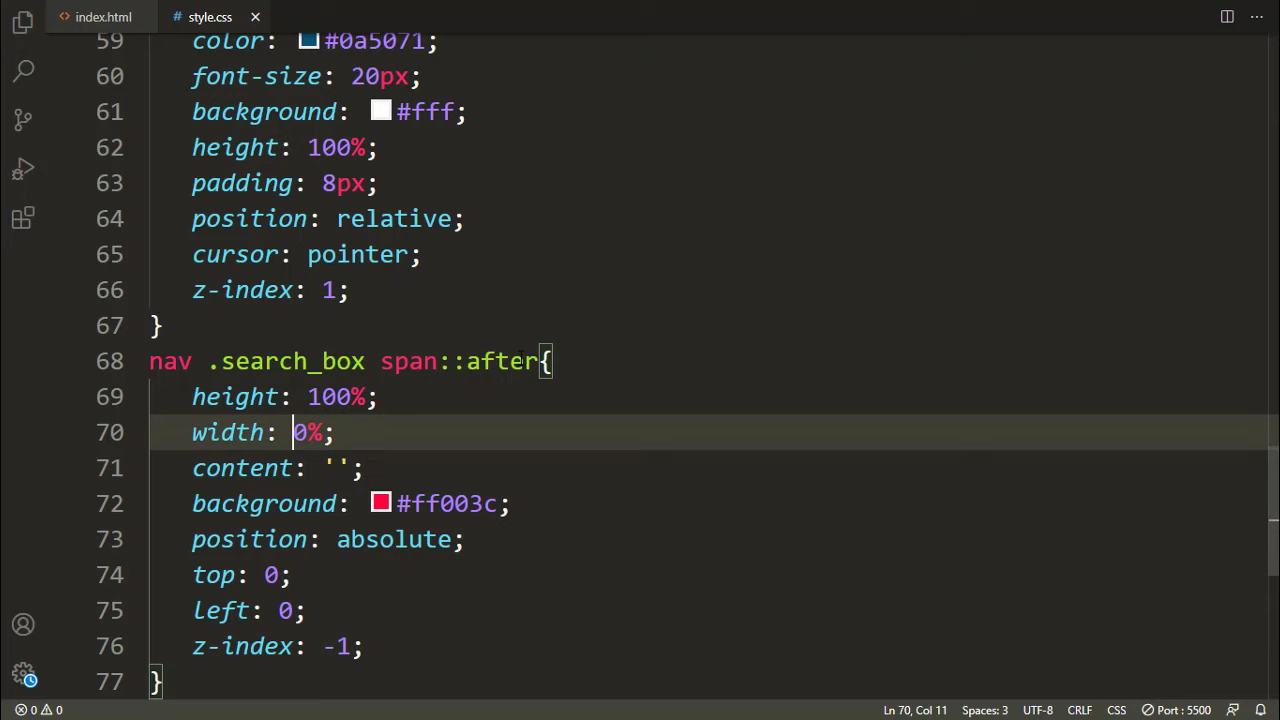 index.html
style.css
59 color: #0a5071;
60 font-size: 20px;
61 background: #fff;
62 height: 100%;
63 padding: 8px;
64 position: relative;
65 cursor: pointer;
66 z-index: 1;
67 }
68 nav .search_box span::after{
69 height: 100%;
70 width: 0%;
71 content: '';
72 background: #ff003c;
73 position: absolute;
74 top: 0;
75 left: 0;
76 z-index: -1;
77 }
0 0 Ln 70, Col 11 Spaces: 3 UTF-8 CRLF CSS Port : 5500